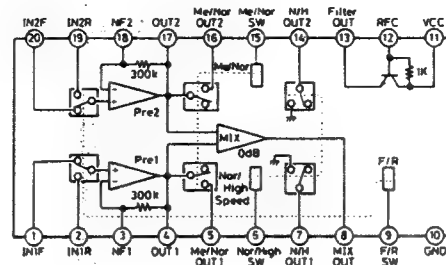 IN2F IN2R NF2 OUT2 Me/Nor OUT2 Me/Nor SW N/H OUT2 Filter OUT RFC VCC
20 19 18 17 16 15 14 13 12 11
300k
Me/Nor
1K
Pre2
MIX
0dB
Pre1
Nor/High Speed
F/R
300k
1 2 3 4 5 6 7 8 9 10
IN1F IN1R NF1 OUT1 Me/Nor OUT1 Nor/High SW N/H OUT1 MIX OUT F/R SW GND